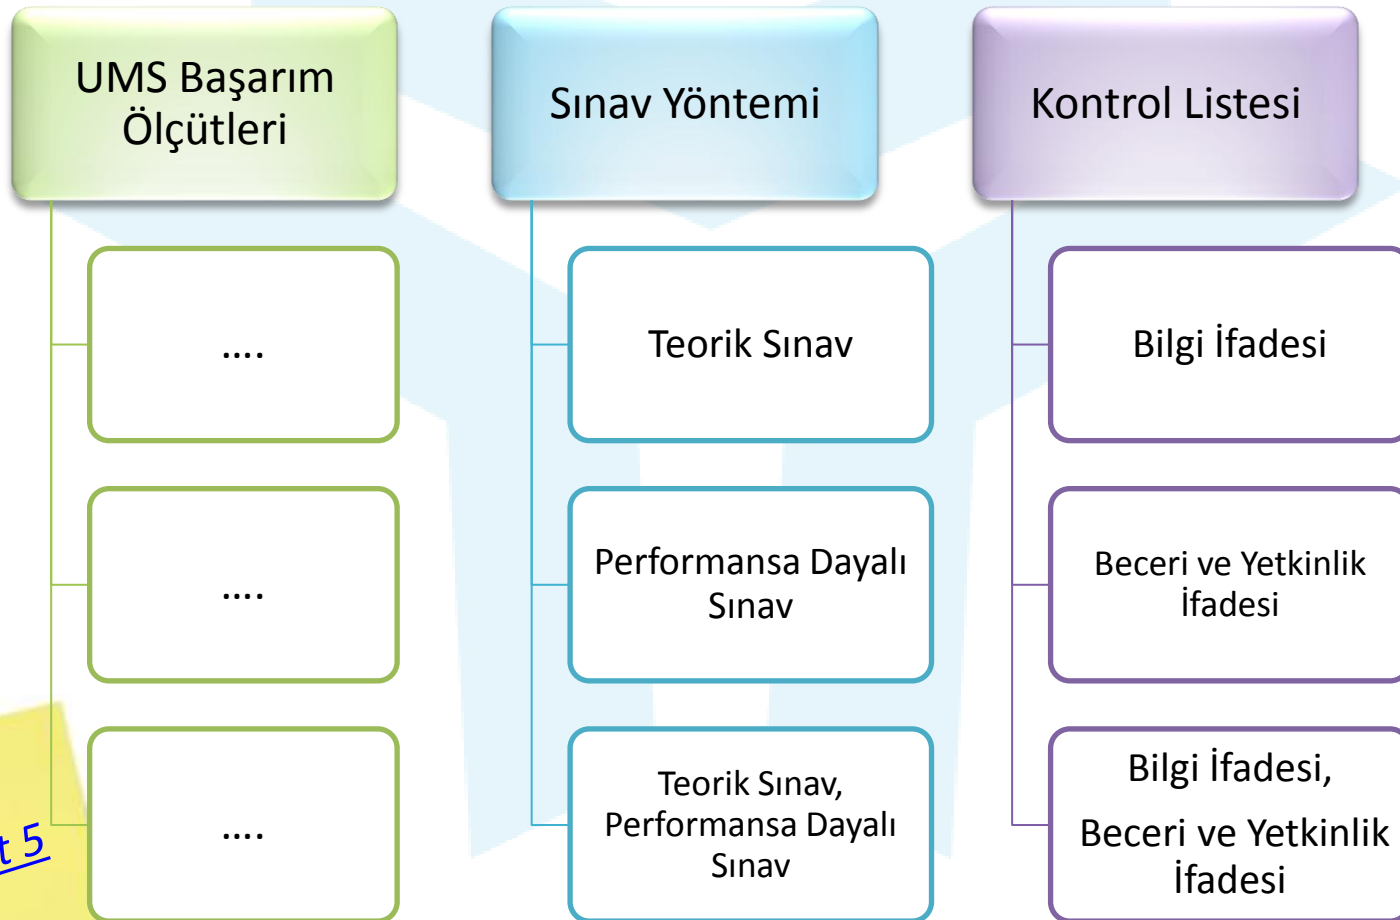 UMS Başarım
Ölçütleri
....
....
....
Sınav Yöntemi
Teorik Sınav
Performansa Dayalı
Sınav
Teorik Sınav,
Performansa Dayalı
Sınav
Kontrol Listesi
Bilgi İfadesi
Beceri ve Yetkinlik
İfadesi
Bilgi İfadesi,
Beceri ve Yetkinlik
İfadesi
t 5